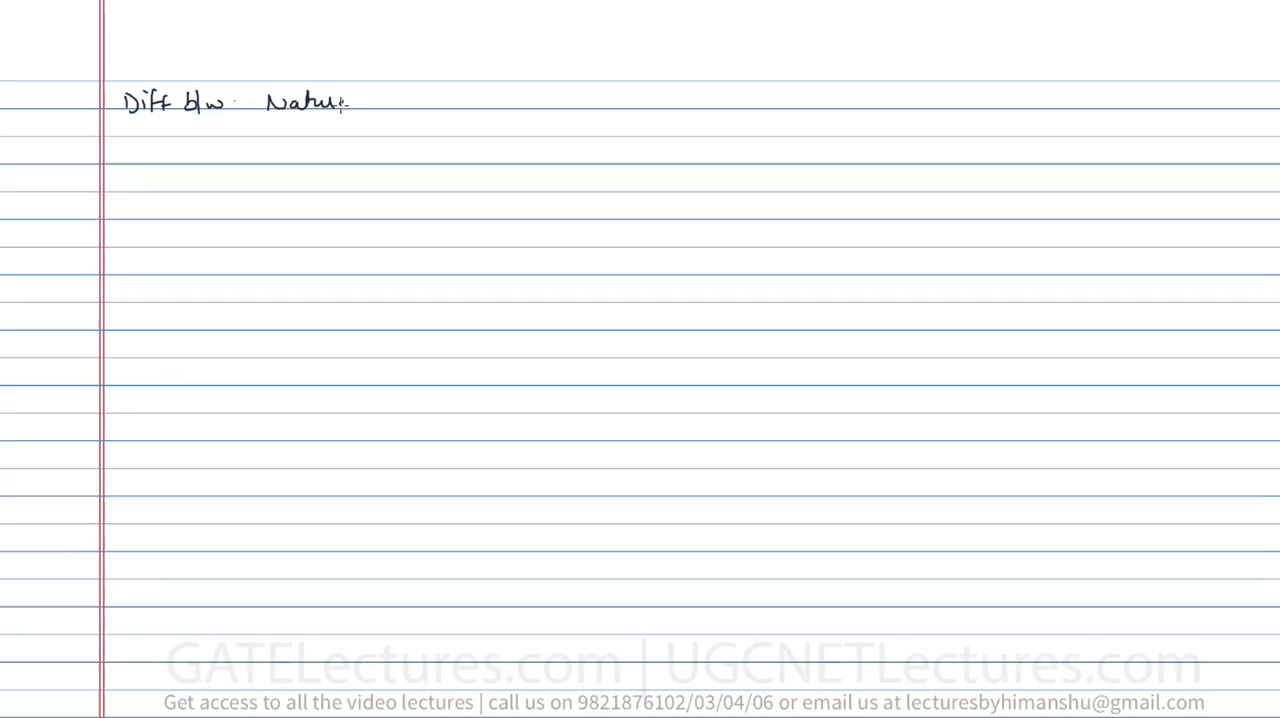 Diff b/w Natur
GATELectures.com | UGCNETLectures.com
Get access to all the video lectures | call us on 9821876102/03/04/06 or email us at lecturesbyhimanshu@gmail.com